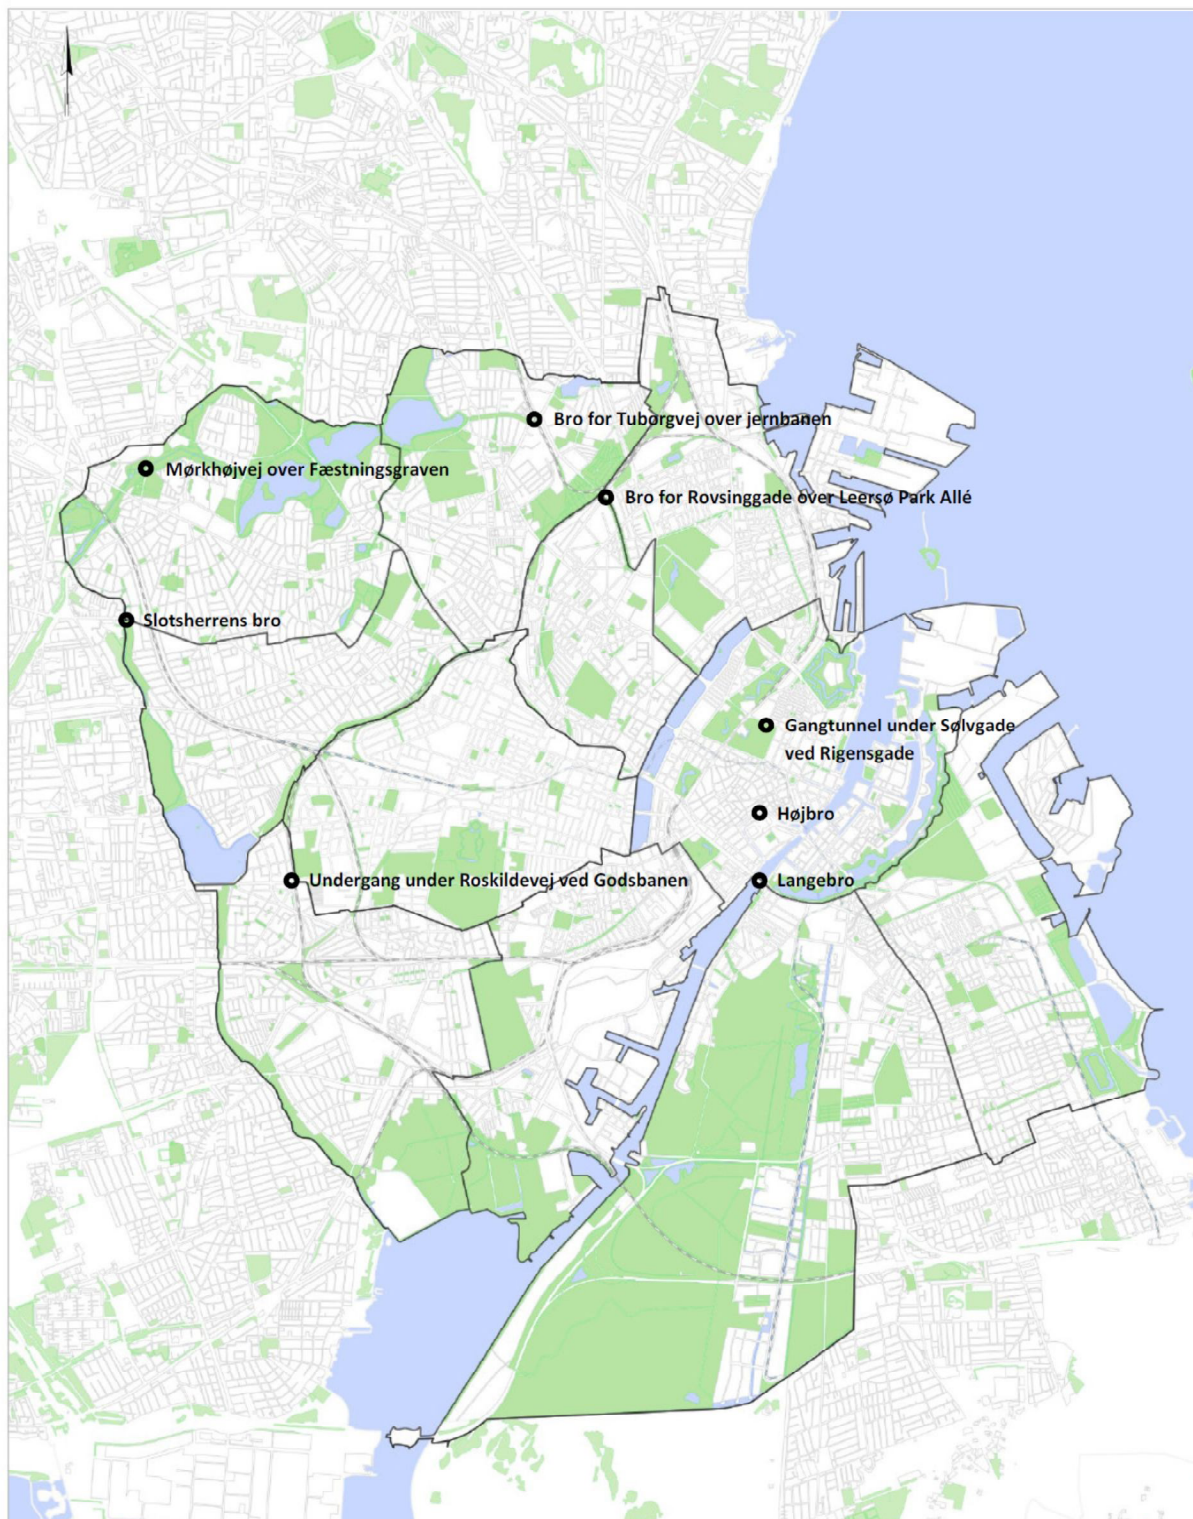 Bro for Tuborgvej over jernbanen
Mørkhøjvej over Fæstningsgraven
Bro for Rovsinggade over Leersø Park Allé
Slotsherrens bro
Gangtunnel under Sølvgade
ved Rigensgade
Højbro
Undergang under Roskildevej ved Godsbanen
Langebro